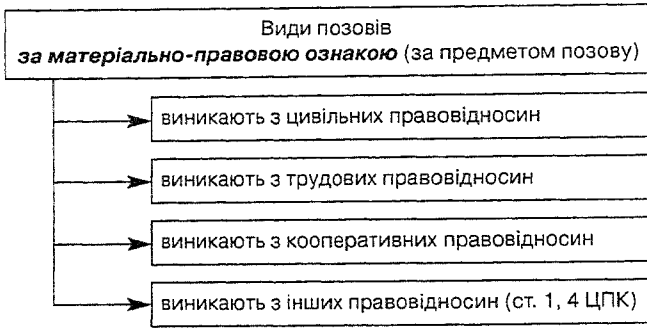 Види позовів
за матеріально-правовою ознакою (за предметом позову)
виникають з цивільних правовідносин
виникають з трудових правовідносин
виникають з кооперативних правовідносин
виникають з інших правовідносин (ст. 1, 4 ЦПК)